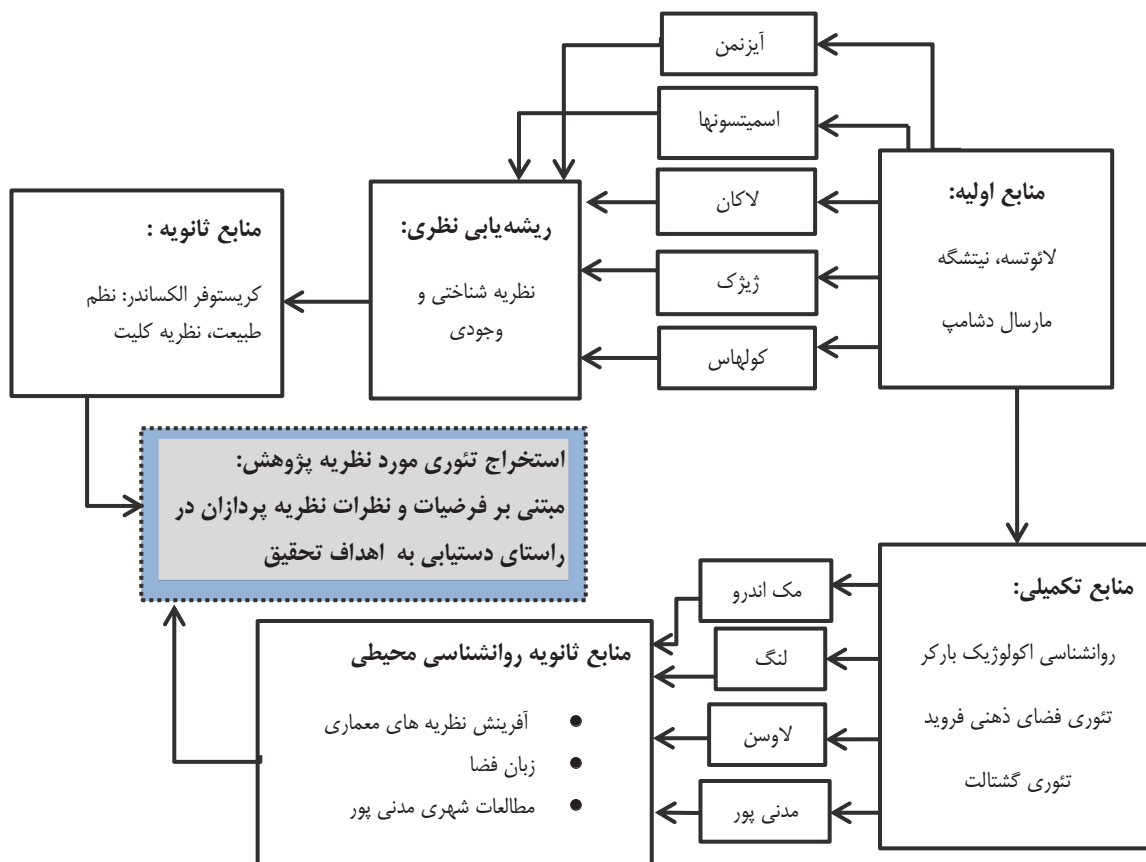 آیزنمن
اسمیتسونها
لاکان
ژیژک
کولهاس
منابع اولیه:
لائوتسه، نیتشگه
مارسال دشامپ
ریشه‌یابی نظری:
نظریه شناختی و
وجودی
منابع ثانویه :
کریستوفر الکساندر: نظم
طبیعت، نظریه کلیت
استخراج تئوری مورد نظریه پژوهش:
مبتنی بر فرضیات و نظرات نظریه پردازان در
راستای دستیابی به اهداف تحقیق
منابع تکمیلی:
روانشناسی اکولوژیک بارکر
تئوری فضای ذهنی فروید
تئوری گشتالت
مک اندرو
لنگ
لاوسن
مدنی پور
منابع ثانویه روانشناسی محیطی
● آفرینش نظریه های معماری
● زبان فضا
● مطالعات شهری مدنی پور